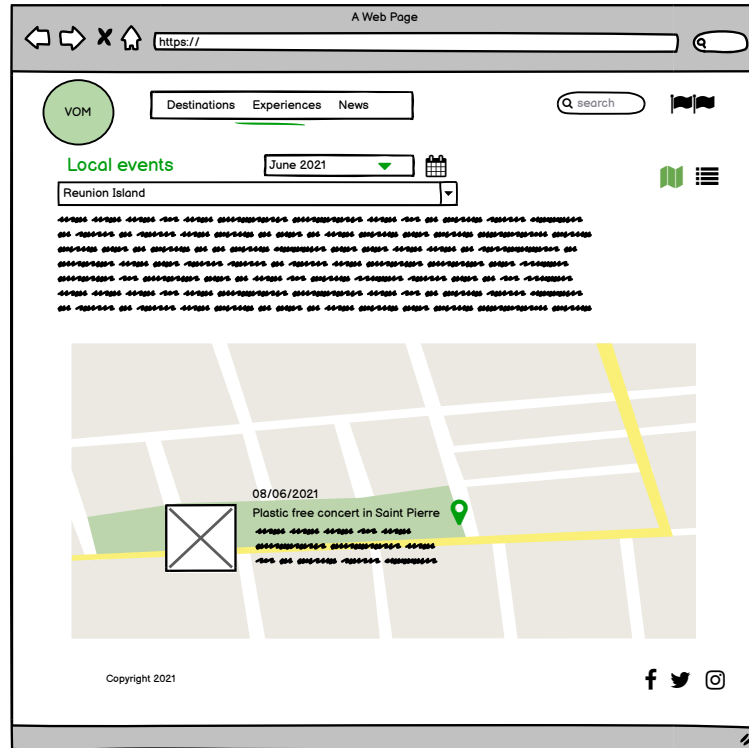 A Web Page
https://
VOM
Destinations Experiences News
search
Local events
June 2021
Reunion Island
08/06/2021
Plastic free concert in Saint Pierre
Copyright 2021